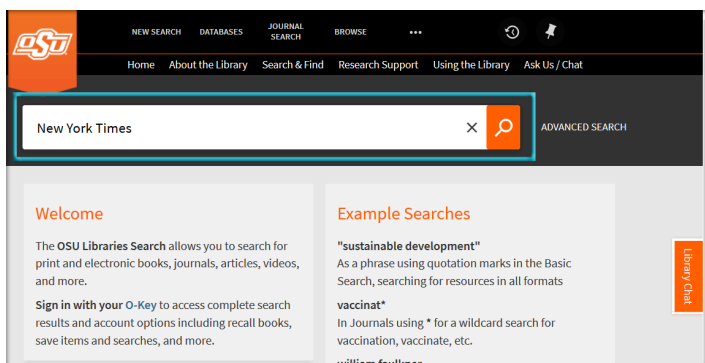 OSU
NEW SEARCH
DATABASES
JOURNAL
SEARCH
BROWSE
•••
Home
About the Library
Search & Find
Research Support
Using the Library
Ask Us / Chat
New York Times
ADVANCED SEARCH
Welcome
The OSU Libraries Search allows you to search for
print and electronic books, journals, articles, videos,
and more.
Sign in with your O-Key to access complete search
results and account options including recall books,
save items and searches, and more.
Example Searches
"sustainable development"
As a phrase using quotation marks in the Basic
Search, searching for resources in all formats
vaccinat*
In Journals using * for a wildcard search for
vaccination, vaccinate, etc.
william faulkner
Library Chat